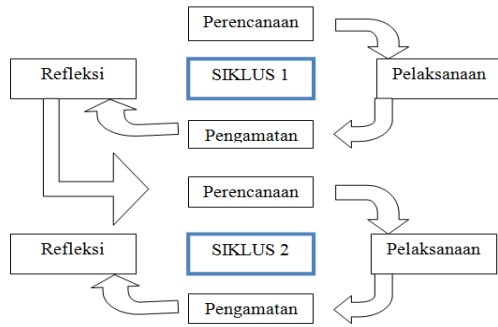 Perencanaan
Refleksi
SIKLUS 1
Pelaksanaan
Pengamatan
Perencanaan
Refleksi
SIKLUS 2
Pelaksanaan
Pengamatan